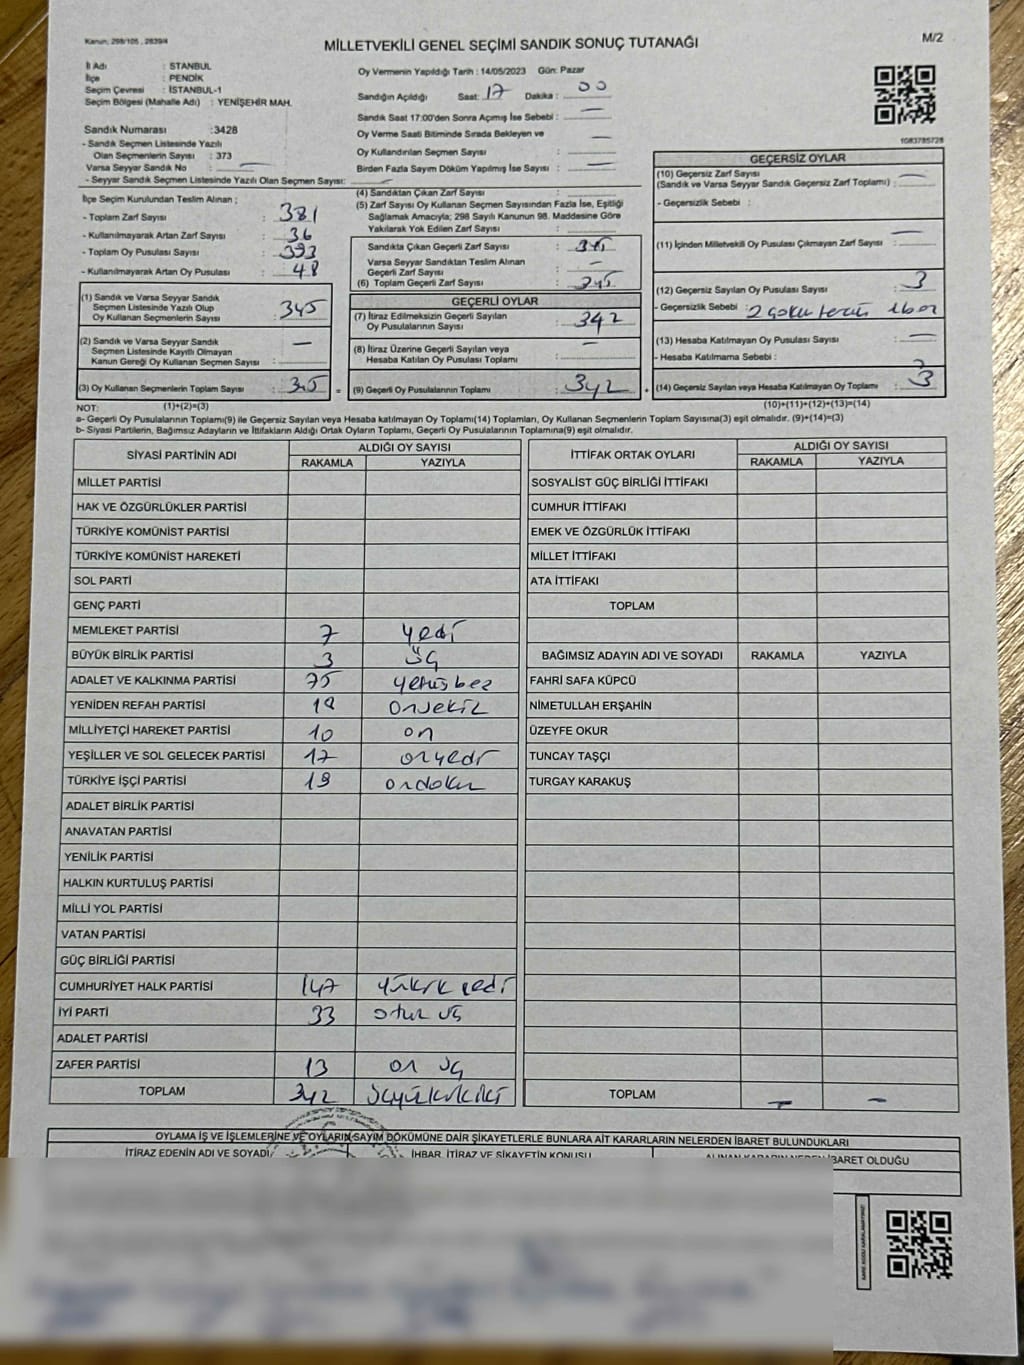 Kanun, 298/105 , 2839/4
MİLLETVEKİLİ GENEL SEÇİMİ SANDIK SONUÇ TUTANAĞI
M/2
İl Adı : STANBUL
İlçe : PENDİK
Seçim Çevresi : İSTANBUL-1
Seçim Bölgesi (Mahalle Adı) : YENİŞEHİR MAH.
Sandık Numarası :3428
- Sandık Seçmen Listesinde Yazılı
Olan Seçmenlerin Sayısı : 373
Varsa Seyyar Sandık No : —
- Seyyar Sandık Seçmen Listesinde Yazılı Olan Seçmen Sayısı: —
Oy Vermenin Yapıldığı Tarih : 14/05/2023 Gün: Pazar
Sandığın Açıldığı Saat: 17 Dakika : 00
Sandık Saat 17:00'den Sonra Açımış İse Sebebi : —
Oy Verme Saati Bitiminde Sırada Bekleyen ve
Oy Kullandırılan Seçmen Sayısı : —
Birden Fazla Sayım Döküm Yapılmış İse Sayısı : —
1083785728
İlçe Seçim Kurulundan Teslim Alınan ;
- Toplam Zarf Sayısı : 381
- Kullanılmayarak Artan Zarf Sayısı : 36
- Toplam Oy Pusulası Sayısı : 393
- Kullanılmayarak Artan Oy Pusulası : 48
(4) Sandıktan Çıkan Zarf Sayısı :
(5) Zarf Sayısı Oy Kullanan Seçmen Sayısından Fazla İse, Eşitliği
Sağlamak Amacıyla; 298 Sayılı Kanunun 98. Maddesine Göre
Yakılarak Yok Edilen Zarf Sayısı :
Sandıkta Çıkan Geçerli Zarf Sayısı : 345
Varsa Seyyar Sandıktan Teslim Alınan
Geçerli Zarf Sayısı : —
(6) Toplam Geçerli Zarf Sayısı : 345
GEÇERSİZ OYLAR
(10) Geçersiz Zarf Sayısı
(Sandık ve Varsa Seyyar Sandık Geçersiz Zarf Toplamı) : —
- Geçersizlik Sebebi :
(11) İçinden Milletvekili Oy Pusulası Çıkmayan Zarf Sayısı : —
(12) Geçersiz Sayılan Oy Pusulası Sayısı : 3
- Geçersizlik Sebebi :
(13) Hesaba Katılmayan Oy Pusulası Sayısı : —
- Hesaba Katılmama Sebebi :
(14) Geçersiz Sayılan veya Hesaba Katılmayan Oy Toplamı : 3
(10)+(11)+(12)+(13)=(14)
(1) Sandık ve Varsa Seyyar Sandık
Seçmen Listesinde Yazılı Olup
Oy Kullanan Seçmenlerin Sayısı : 345
(2) Sandık ve Varsa Seyyar Sandık
Seçmen Listesinde Kayıtlı Olmayan
Kanun Gereği Oy Kullanan Seçmen Sayısı : —
(3) Oy Kullanan Seçmenlerin Toplam Sayısı : 345 =
(1)+(2)=(3)
GEÇERLİ OYLAR
(7) İtiraz Edilmeksizin Geçerli Sayılan
Oy Pusulalarının Sayısı : 342
(8) İtiraz Üzerine Geçerli Sayılan veya
Hesaba Katılan Oy Pusulası Toplamı : —
(9) Geçerli Oy Pusulalarının Toplamı : 342 +
NOT:
a- Geçerli Oy Pusulaları Toplamı(9) ile Geçersiz Sayılan veya Hesaba katılmayan Oy Toplamı(14) Toplamları, Oy Kullanan Seçmenlerin Toplam Sayısına(3) eşit olmalıdır. (9)+(14)=(3)
b- Siyasi Partilerin, Bağımsız Adayların ve İttifakların Aldığı Ortak Oyların Toplamı, Geçerli Oy Pusulalarının Toplamına(9) eşit olmalıdır.
SİYASİ PARTİNİN ADI ALDIĞI OY SAYISI
RAKAMLA YAZIYLA
MİLLET PARTİSİ
HAK VE ÖZGÜRLÜKLER PARTİSİ
TÜRKİYE KOMÜNİST PARTİSİ
TÜRKİYE KOMÜNİST HAREKETİ
SOL PARTİ
GENÇ PARTİ
MEMLEKET PARTİSİ 7 yedi
BÜYÜK BİRLİK PARTİSİ 3 üç
ADALET VE KALKINMA PARTİSİ 75 yetmişbeş
YENİDEN REFAH PARTİSİ 18 onsekiz
MİLLİYETÇİ HAREKET PARTİSİ 10 on
YEŞİLLER VE SOL GELECEK PARTİSİ 17 onyedi
TÜRKİYE İŞÇİ PARTİSİ 19 ondokuz
ADALET BİRLİK PARTİSİ
ANAVATAN PARTİSİ
YENİLİK PARTİSİ
HALKIN KURTULUŞ PARTİSİ
MİLLİ YOL PARTİSİ
VATAN PARTİSİ
GÜÇ BİRLİĞİ PARTİSİ
CUMHURİYET HALK PARTİSİ 147 yüzkırk yedi
İYİ PARTİ 33 otuz üç
ADALET PARTİSİ
ZAFER PARTİSİ 13 on üç
TOPLAM 342 üçyüzkırkiki
İTTİFAK ORTAK OYLARI ALDIĞI OY SAYISI
RAKAMLA YAZIYLA
SOSYALİST GÜÇ BİRLİĞİ İTTİFAKI
CUMHUR İTTİFAKI
EMEK VE ÖZGÜRLÜK İTTİFAKI
MİLLET İTTİFAKI
ATA İTTİFAKI
TOPLAM
BAĞIMSIZ ADAYIN ADI VE SOYADI RAKAMLA YAZIYLA
FAHRİ SAFA KÜPCÜ
NİMETULLAH ERŞAHİN
ÜZEYFE OKUR
TUNCAY TAŞÇI
TURGAY KARAKUŞ
TOPLAM — —
OYLAMA İŞ VE İŞLEMLERİNE VE OYLARIN SAYIM DÖKÜMÜNE DAİR ŞİKAYETLERLE BUNLARA AİT KARARLARIN NELERDEN İBARET BULUNDUKLARI
İTİRAZ EDENİN ADI VE SOYADI İHBAR, İTİRAZ VE ŞİKAYETİN KONUSU ALINAN KARARIN NEDEN İBARET OLDUĞU